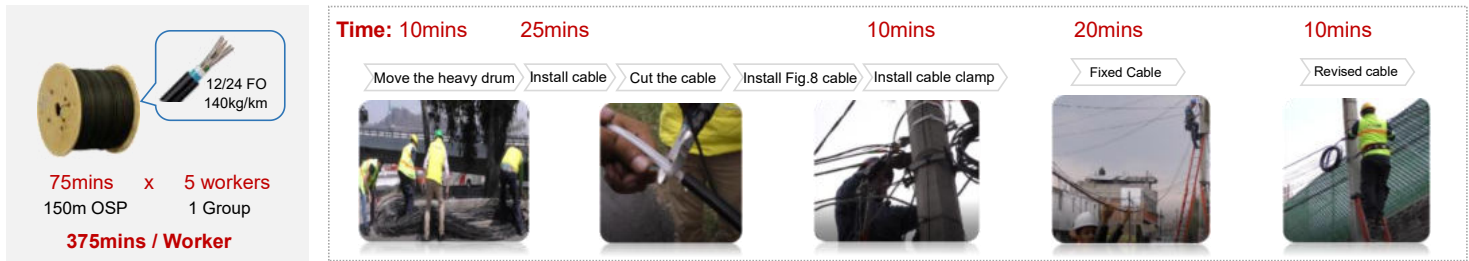 12/24 FO
140kg/km
75mins x 5 workers
150m OSP 1 Group
375mins / Worker
Time: 10mins 25mins 10mins 20mins 10mins
Move the heavy drum Install cable Cut the cable Install Fig.8 cable Install cable clamp Fixed Cable Revised cable